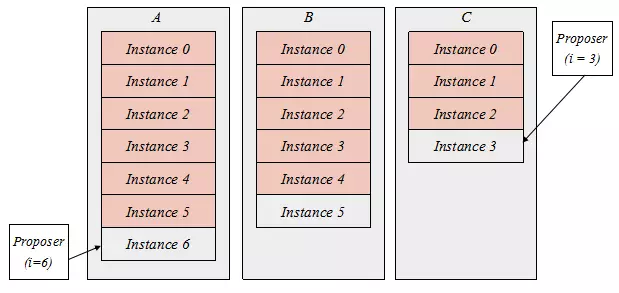 A
Instance 0
Instance 1
Instance 2
Instance 3
Instance 4
Instance 5
Instance 6
Proposer
(i=6)
B
Instance 0
Instance 1
Instance 2
Instance 3
Instance 4
Instance 5
C
Instance 0
Instance 1
Instance 2
Instance 3
Proposer
(i = 3)